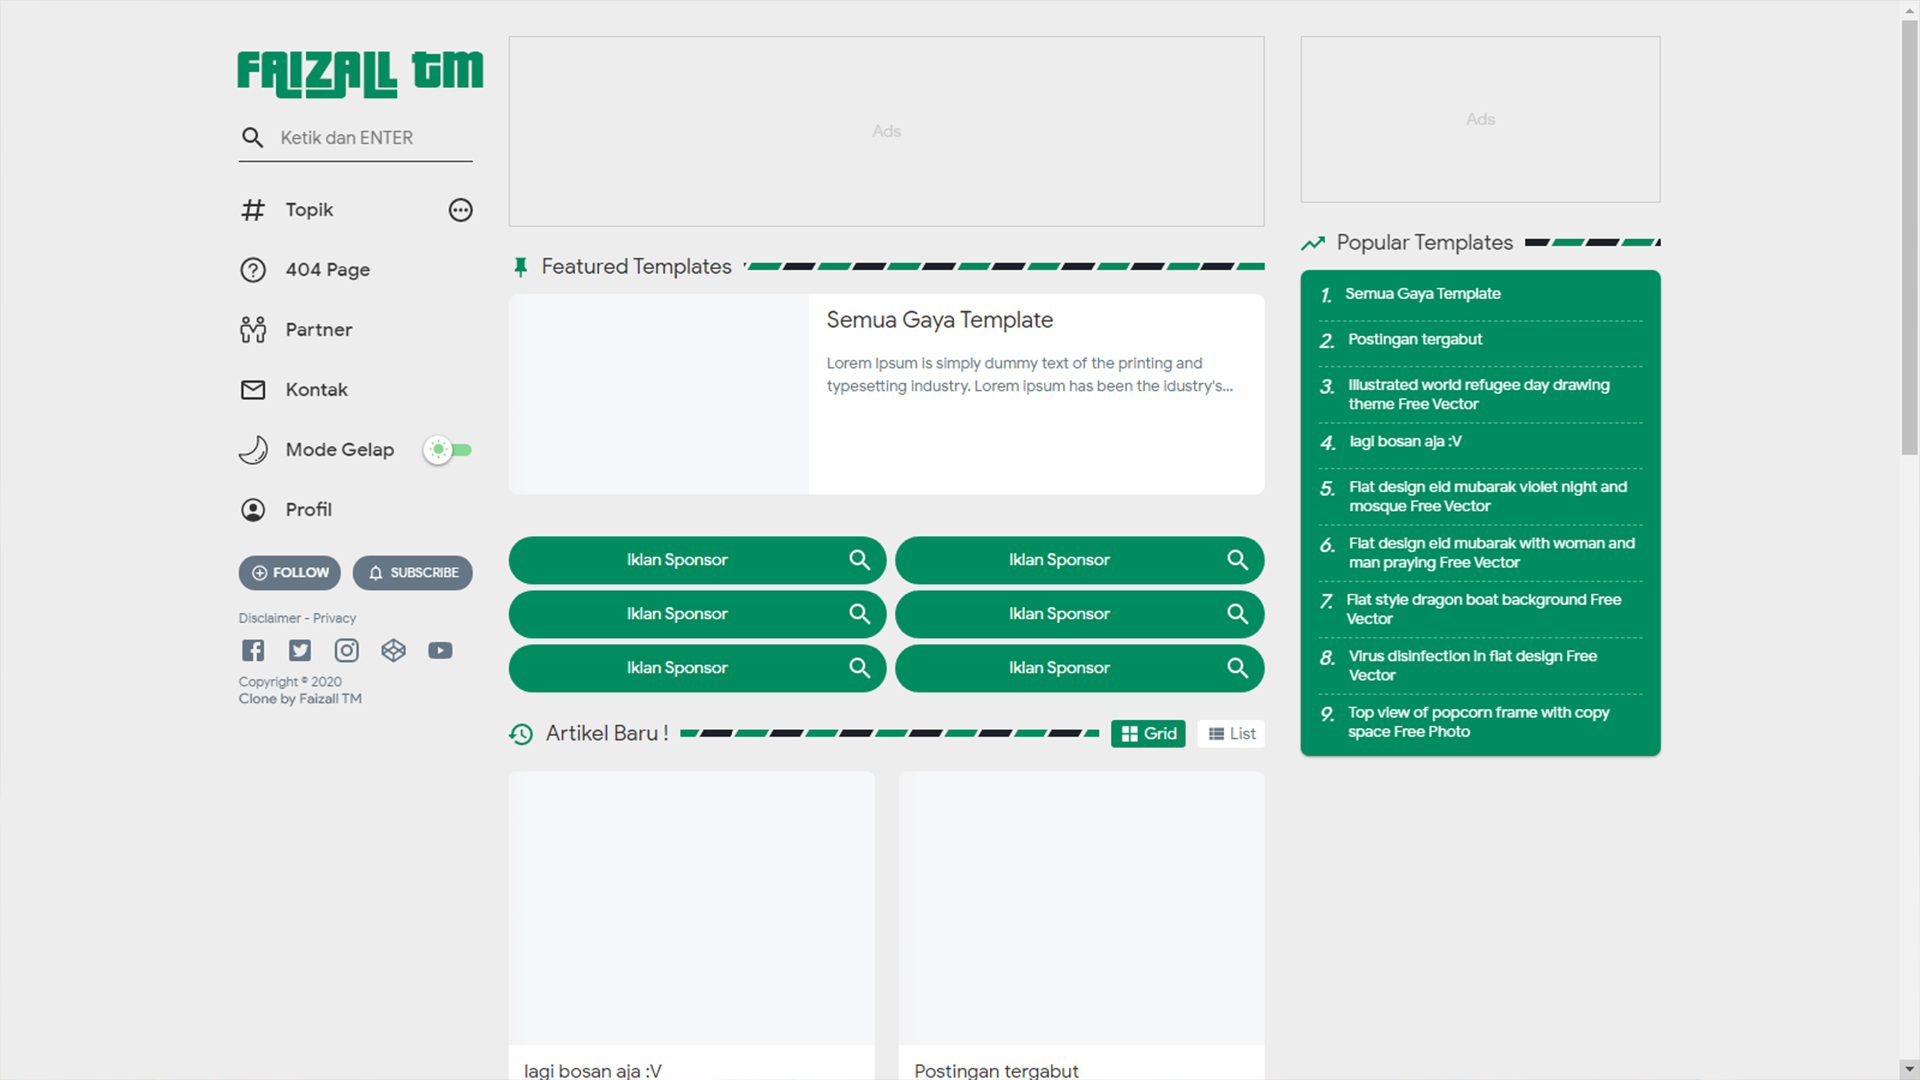 FAIZALL TM
Ketik dan ENTER
Topik
404 Page
Partner
Kontak
Mode Gelap
Profil
FOLLOW
SUBSCRIBE
Disclaimer - Privacy
Copyright © 2020
Clone by Faizall TM
Ads
Featured Templates
Semua Gaya Template
Lorem Ipsum is simply dummy text of the printing and
typesetting industry. Lorem ipsum has been the idustry's...
Iklan Sponsor
Iklan Sponsor
Iklan Sponsor
Iklan Sponsor
Iklan Sponsor
Iklan Sponsor
Artikel Baru !
Grid
List
lagi bosan aja :V
Postingan tergabut
Ads
Popular Templates
1. Semua Gaya Template
2. Postingan tergabut
3. Illustrated world refugee day drawing
theme Free Vector
4. lagi bosan aja :V
5. Flat design eid mubarak violet night and
mosque Free Vector
6. Flat design eid mubarak with woman and
man praying Free Vector
7. Flat style dragon boat background Free
Vector
8. Virus disinfection in flat design Free
Vector
9. Top view of popcorn frame with copy
space Free Photo